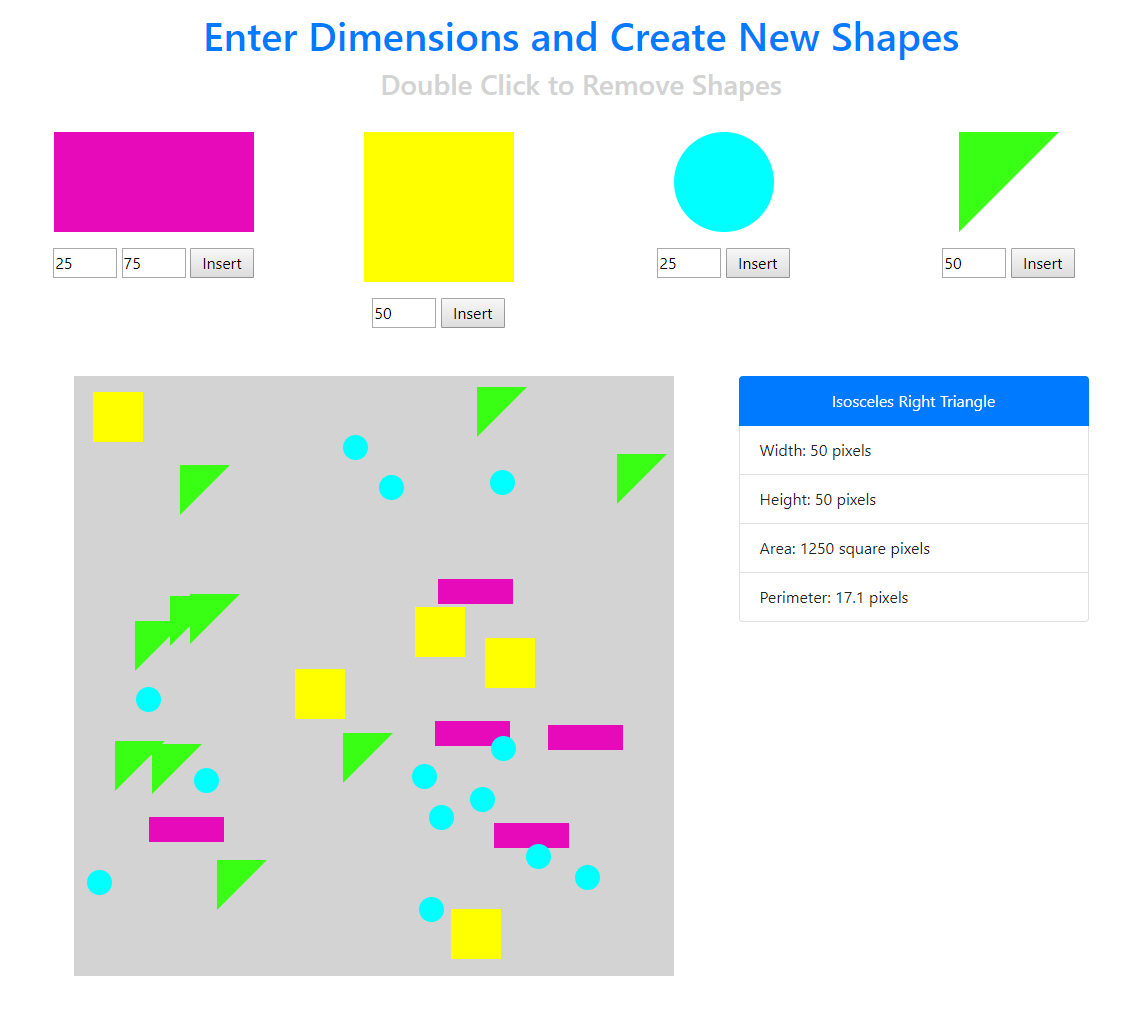 Enter Dimensions and Create New Shapes
Double Click to Remove Shapes
25 75 Insert
50 Insert
25 Insert
50 Insert
Isosceles Right Triangle
Width: 50 pixels
Height: 50 pixels
Area: 1250 square pixels
Perimeter: 17.1 pixels